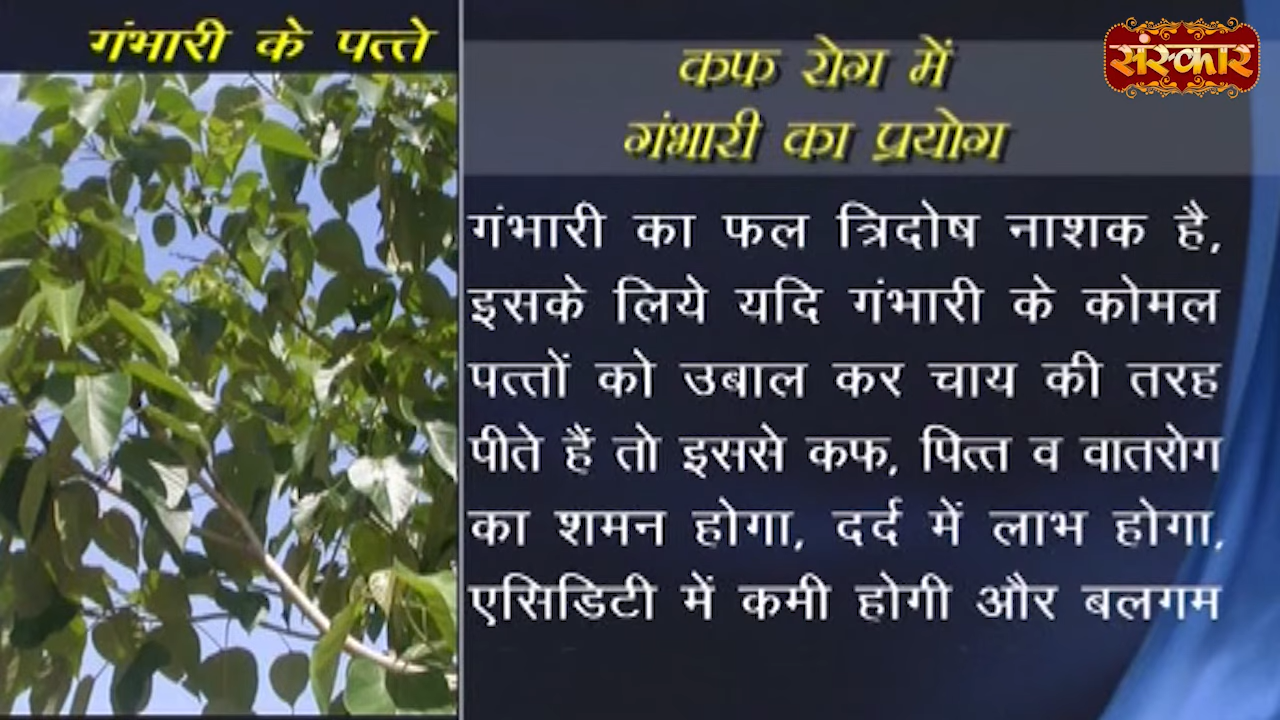 गंभारी के पत्ते
संस्कार
कफ रोग में
गंभारी का प्रयोग
गंभारी का फल त्रिदोष नाशक है,
इसके लिये यदि गंभारी के कोमल
पत्तों को उबाल कर चाय की तरह
पीते हैं तो इससे कफ, पित्त व वातरोग
का शमन होगा, दर्द में लाभ होगा,
एसिडिटी में कमी होगी और बलगम